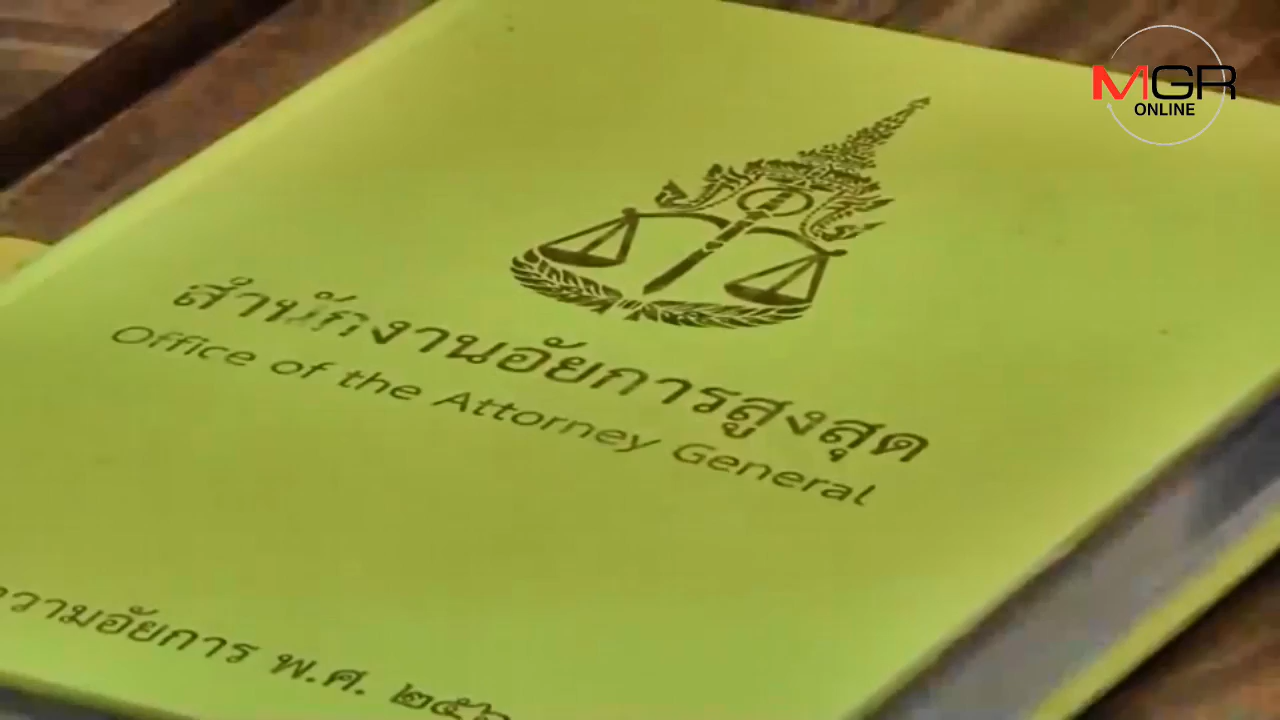 MGR
ONLINE
สำนักงานอัยการสูงสุด
Office of the Attorney General
ความอัยการ พ.ศ.